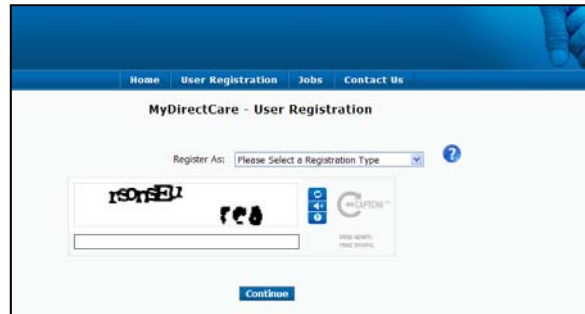 Home User Registration Jobs Contact Us
MyDirectCare - User Registration
Register As: Please Select a Registration Type
reCAPTCHA™
stop spam.
read books.
Continue